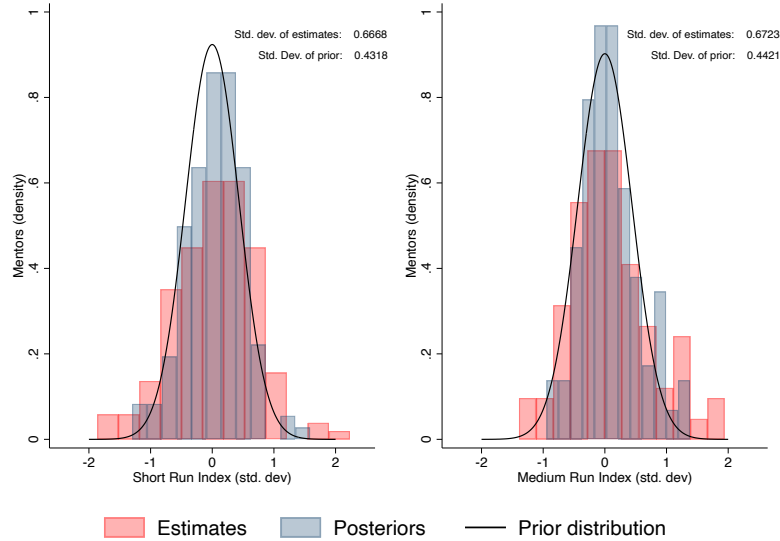 Std. dev. of estimates: 0.6668
Std. Dev. of prior: 0.4318
Mentors (density)
1
.8
.6
.4
.2
0
-2 -1 0 1 2
Short Run Index (std. dev)
Std. dev. of estimates: 0.6723
Std. Dev. of prior: 0.4421
Mentors (density)
1
.8
.6
.4
.2
0
-2 -1 0 1 2
Medium Run Index (std. dev)
Estimates Posteriors Prior distribution